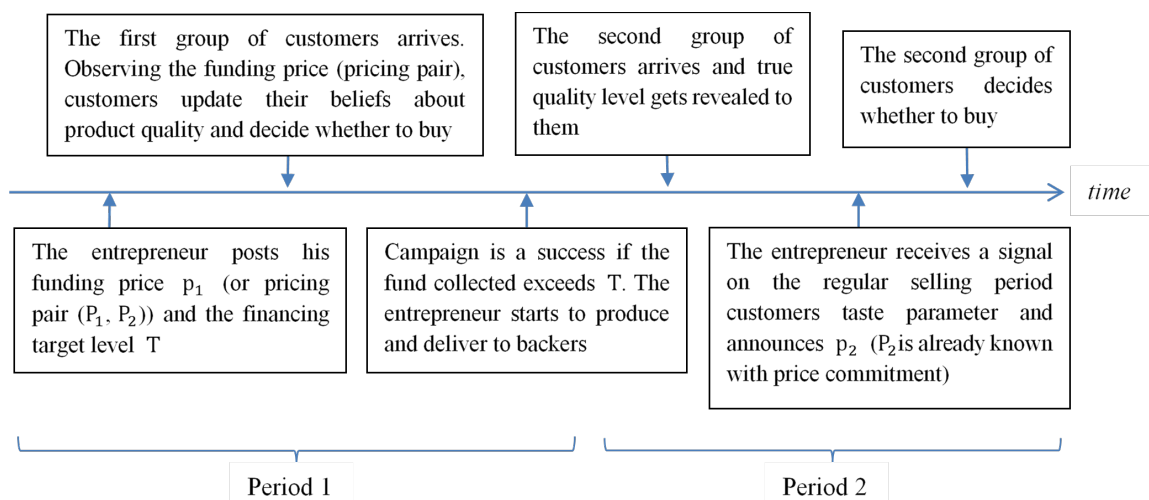 The first group of customers arrives.
Observing the funding price (pricing pair),
customers update their beliefs about
product quality and decide whether to buy
The second group of
customers arrives and true
quality level gets revealed to
them
The second group of
customers decides
whether to buy
time
The entrepreneur posts his
funding price p₁ (or pricing
pair (P₁, P₂)) and the financing
target level T
Campaign is a success if the
fund collected exceeds T. The
entrepreneur starts to produce
and deliver to backers
The entrepreneur receives a signal
on the regular selling period
customers taste parameter and
announces p₂ (P₂is already known
with price commitment)
Period 1
Period 2